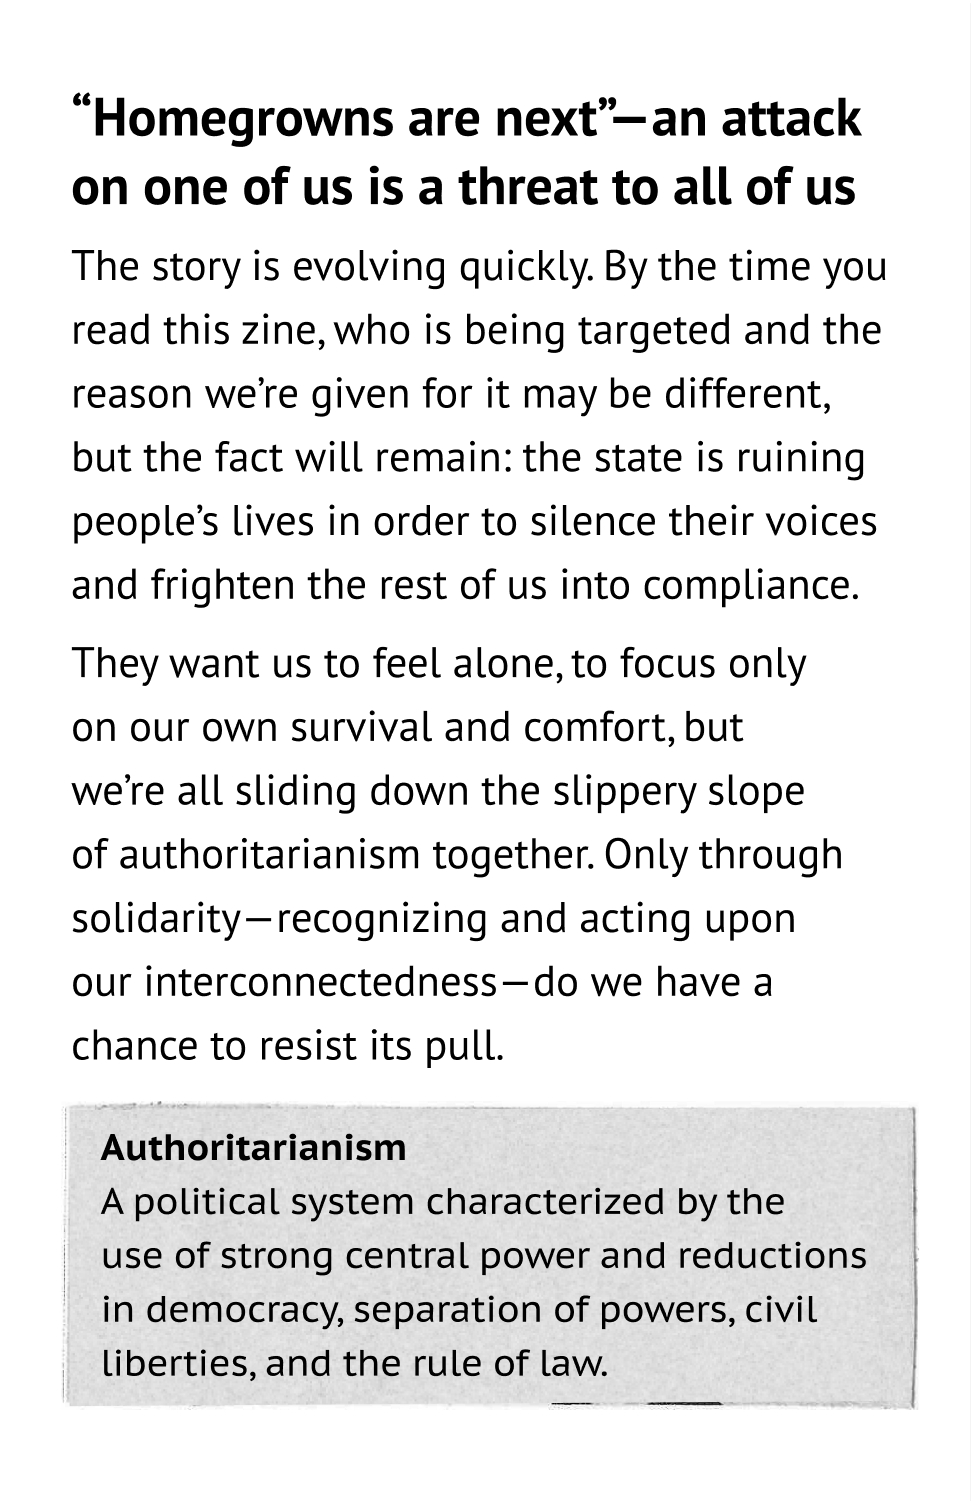 “Homegrowns are next”—an attack
on one of us is a threat to all of us
The story is evolving quickly. By the time you
read this zine, who is being targeted and the
reason we’re given for it may be different,
but the fact will remain: the state is ruining
people’s lives in order to silence their voices
and frighten the rest of us into compliance.
They want us to feel alone, to focus only
on our own survival and comfort, but
we’re all sliding down the slippery slope
of authoritarianism together. Only through
solidarity—recognizing and acting upon
our interconnectedness—do we have a
chance to resist its pull.
Authoritarianism
A political system characterized by the
use of strong central power and reductions
in democracy, separation of powers, civil
liberties, and the rule of law.